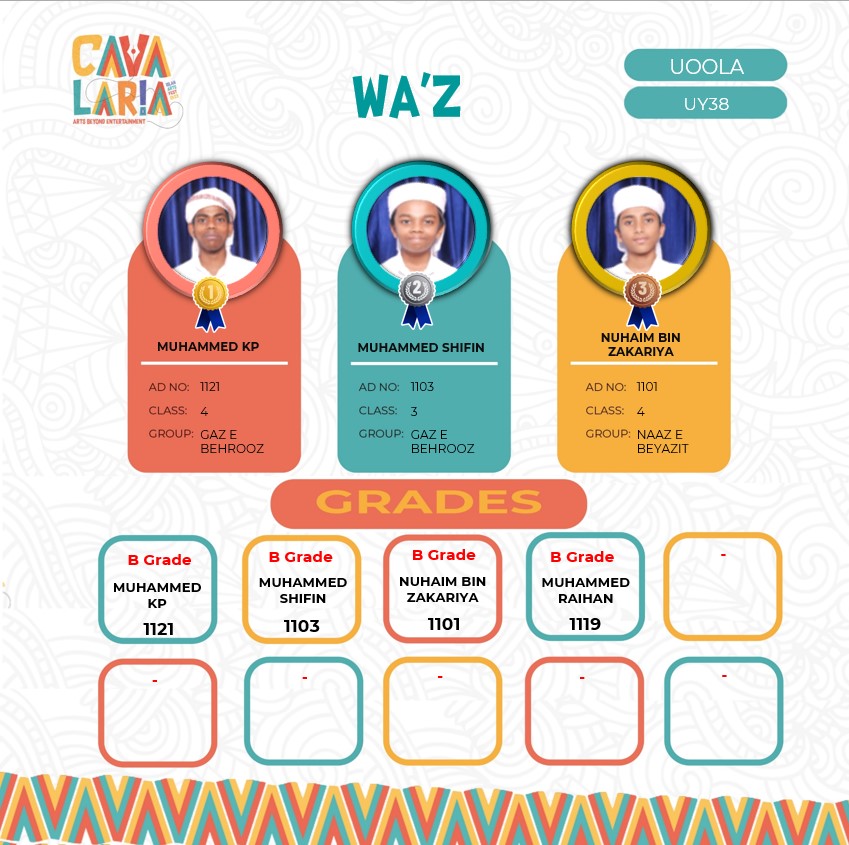 CAVA
LARIA
ARTS BEYOND ENTERTAINMENT
WA'Z
UOOLA
UY38
1
MUHAMMED KP
AD NO: 1121
CLASS: 4
GROUP: GAZ E
BEHROOZ
2
MUHAMMED SHIFIN
AD NO: 1103
CLASS: 3
GROUP: GAZ E
BEHROOZ
3
NUHAIM BIN
ZAKARIYA
AD NO: 1101
CLASS: 4
GROUP: NAAZ E
BEYAZIT
GRADES
B Grade
MUHAMMED
KP
1121
B Grade
MUHAMMED
SHIFIN
1103
B Grade
NUHAIM BIN
ZAKARIYA
1101
B Grade
MUHAMMED
RAIHAN
1119
-
-
-
-
-
-